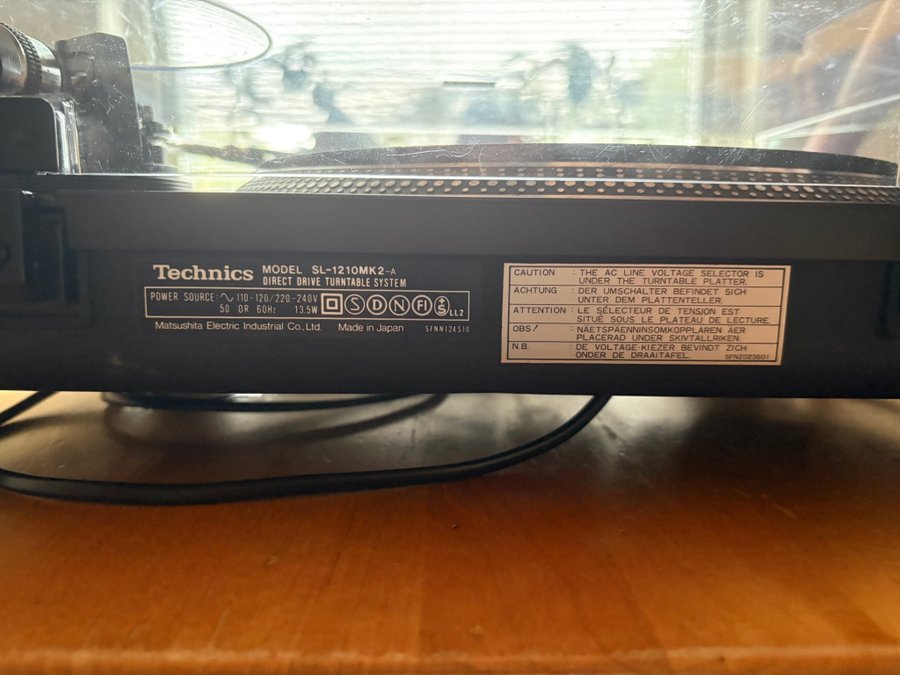 Technics MODEL SL-1210MK2-A
DIRECT DRIVE TURNTABLE SYSTEM
POWER SOURCE: ∿ 110-120/220-240V
50 OR 60Hz 13.5W
S D N FI S LL2
Matsushita Electric Industrial Co., Ltd. Made in Japan SFNN124S10
CAUTION : THE AC LINE VOLTAGE SELECTOR IS
UNDER THE TURNTABLE PLATTER.
ACHTUNG : DER UMSCHALTER BEFINDET SICH
UNTER DEM PLATTENTELLER.
ATTENTION : LE SÉLECTEUR DE TENSION EST
SITUÉ SOUS LE PLATEAU DE LECTURE.
OBS! : NAETSPAENNINSOMKOPPLAREN AER
PLACERAD UNDER SKIVTALLRIKEN.
N.B. : DE VOLTAGE-KIEZER BEVINDT ZICH
ONDER DE DRAAITAFEL. SFNZ023S01